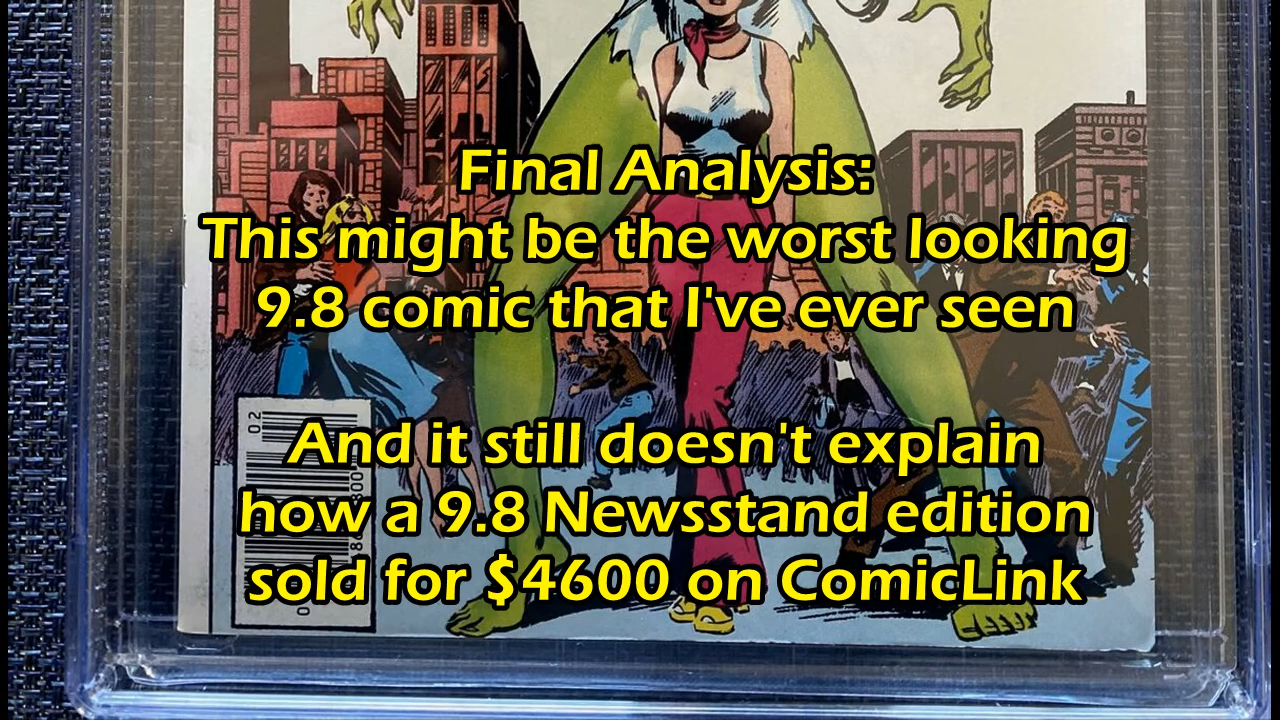 Final Analysis:
This might be the worst looking
9.8 comic that I've ever seen
And it still doesn't explain
how a 9.8 Newsstand edition
sold for $4600 on ComicLink
02